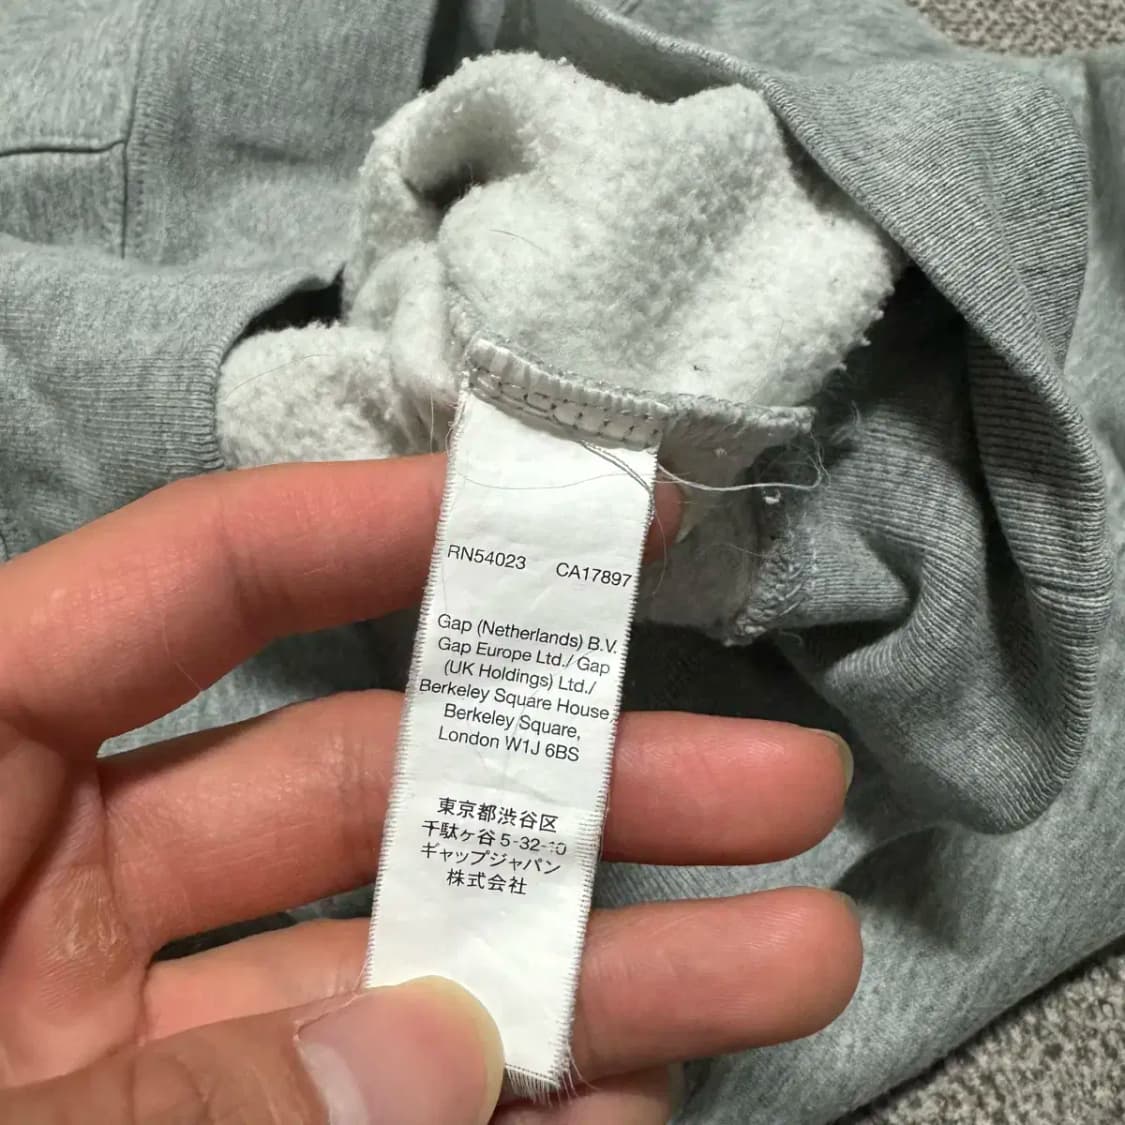 RN54023 CA17897
Gap (Netherlands) B.V.
Gap Europe Ltd./ Gap
(UK Holdings) Ltd./
Berkeley Square House
Berkeley Square,
London W1J 6BS
東京都渋谷区
千駄ヶ谷 5-32-10
ギャップジャパン
株式会社